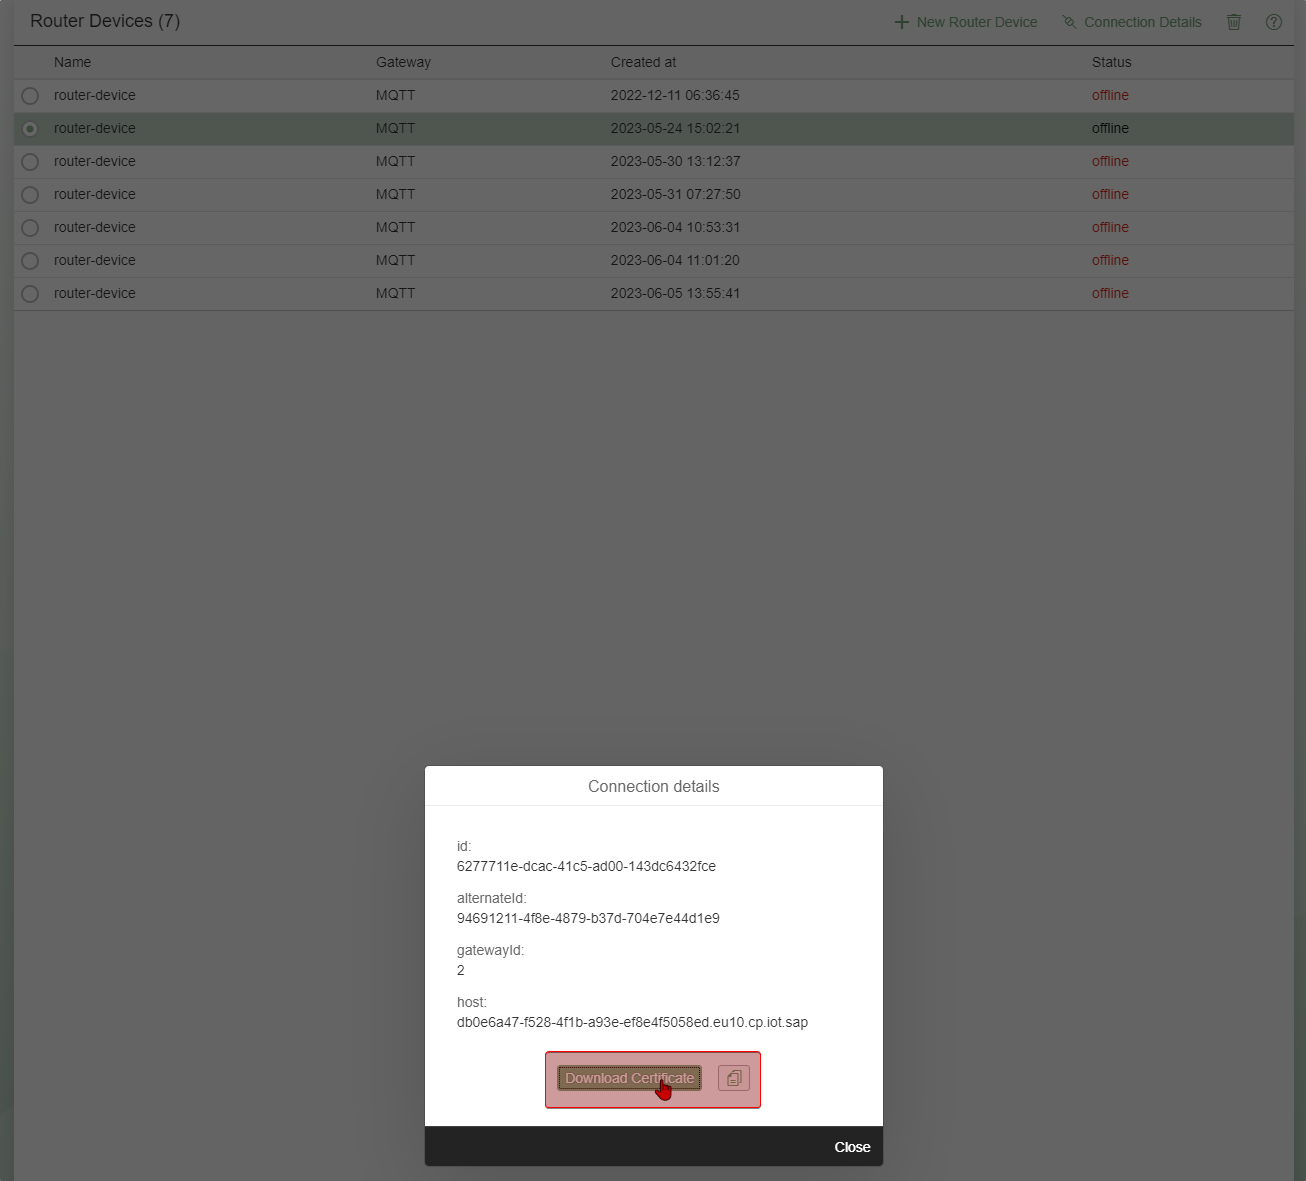 Router Devices (7)
New Router Device
Connection Details
Name Gateway Created at Status
router-device MQTT 2022-12-11 06:36:45 offline
router-device MQTT 2023-05-24 15:02:21 offline
router-device MQTT 2023-05-30 13:12:37 offline
router-device MQTT 2023-05-31 07:27:50 offline
router-device MQTT 2023-06-04 10:53:31 offline
router-device MQTT 2023-06-04 11:01:20 offline
router-device MQTT 2023-06-05 13:55:41 offline
Connection details
id:
6277711e-dcac-41c5-ad00-143dc6432fce
alternateId:
94691211-4f8e-4879-b37d-704e7e44d1e9
gatewayId:
2
host:
db0e6a47-f528-4f1b-a93e-ef8e4f5058ed.eu10.cp.iot.sap
Download Certificate
Close